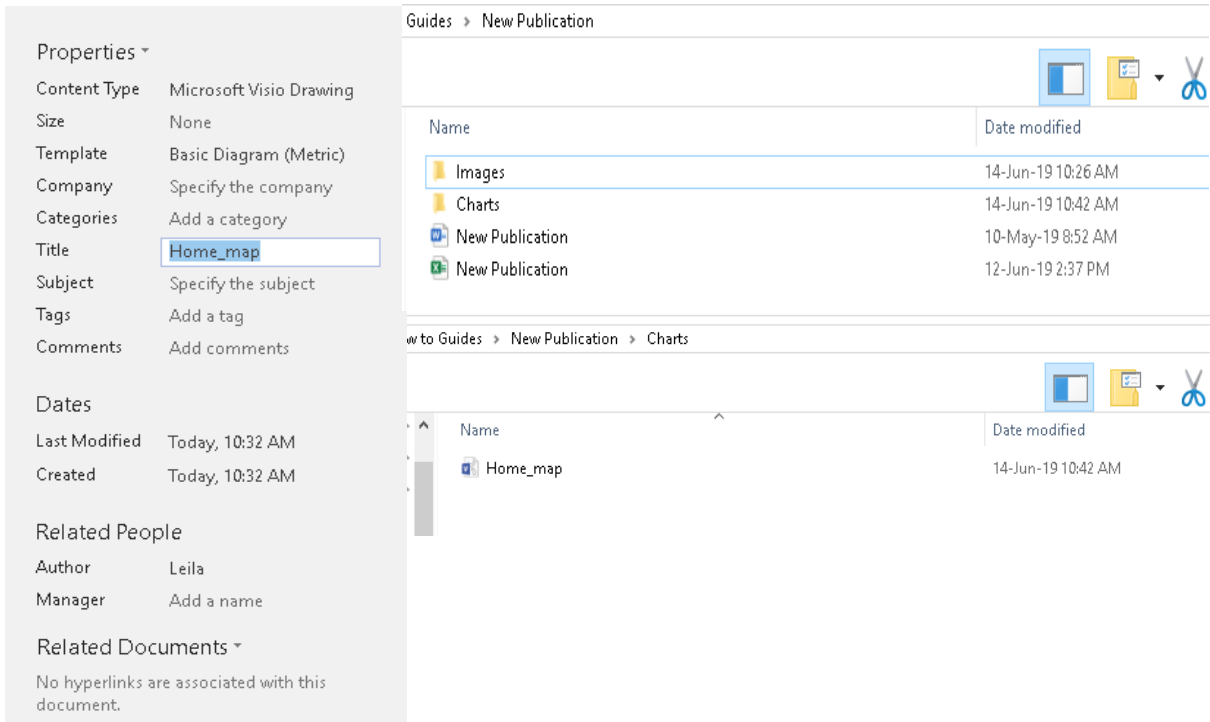 Properties
Content Type Microsoft Visio Drawing
Size None
Template Basic Diagram (Metric)
Company Specify the company
Categories Add a category
Title Home_map
Subject Specify the subject
Tags Add a tag
Comments Add comments
Dates
Last Modified Today, 10:32 AM
Created Today, 10:32 AM
Related People
Author Leila
Manager Add a name
Related Documents
No hyperlinks are associated with this
document.
Guides > New Publication
Name Date modified
Images 14-Jun-19 10:26 AM
Charts 14-Jun-19 10:42 AM
New Publication 10-May-19 8:52 AM
New Publication 12-Jun-19 2:37 PM
w to Guides > New Publication > Charts
Name Date modified
Home_map 14-Jun-19 10:42 AM